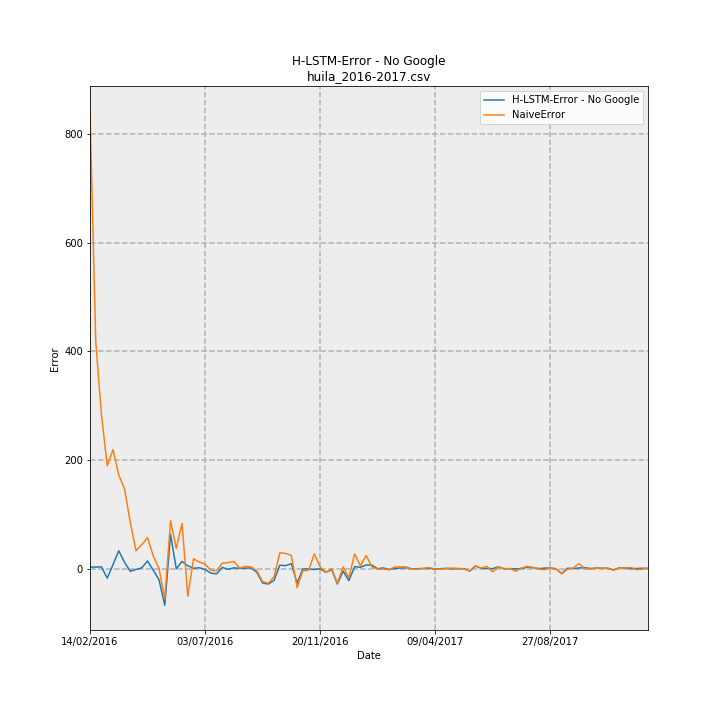 H-LSTM-Error - No Google
huila_2016-2017.csv
H-LSTM-Error - No Google
NaiveError
800
600
400
200
0
Error
14/02/2016
03/07/2016
20/11/2016
09/04/2017
27/08/2017
Date